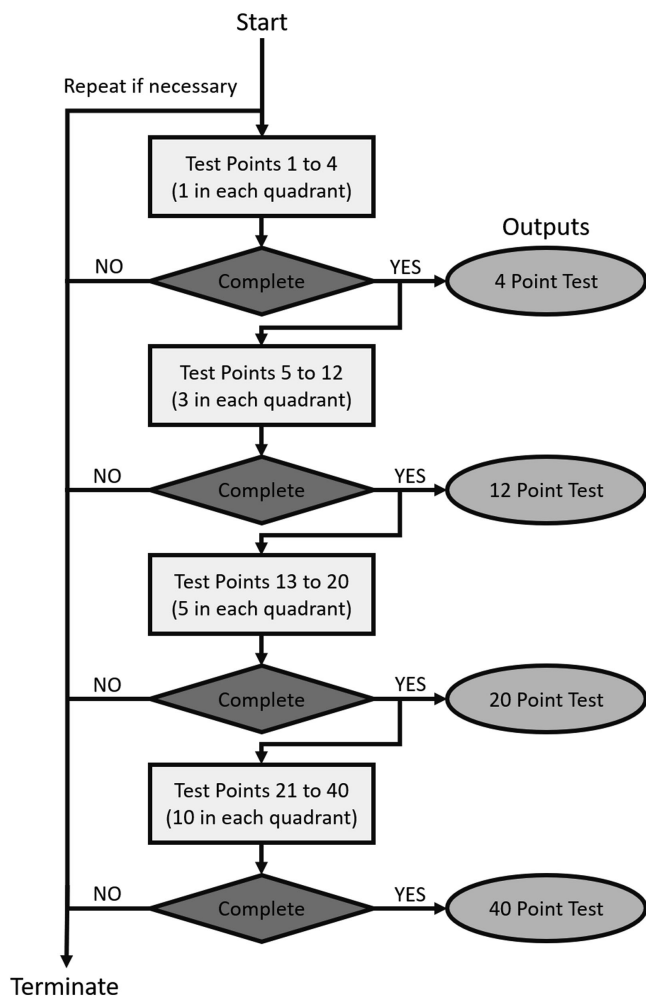 Start
Repeat if necessary
Test Points 1 to 4
(1 in each quadrant)
Outputs
NO
Complete
YES
4 Point Test
Test Points 5 to 12
(3 in each quadrant)
NO
Complete
YES
12 Point Test
Test Points 13 to 20
(5 in each quadrant)
NO
Complete
YES
20 Point Test
Test Points 21 to 40
(10 in each quadrant)
NO
Complete
YES
40 Point Test
Terminate